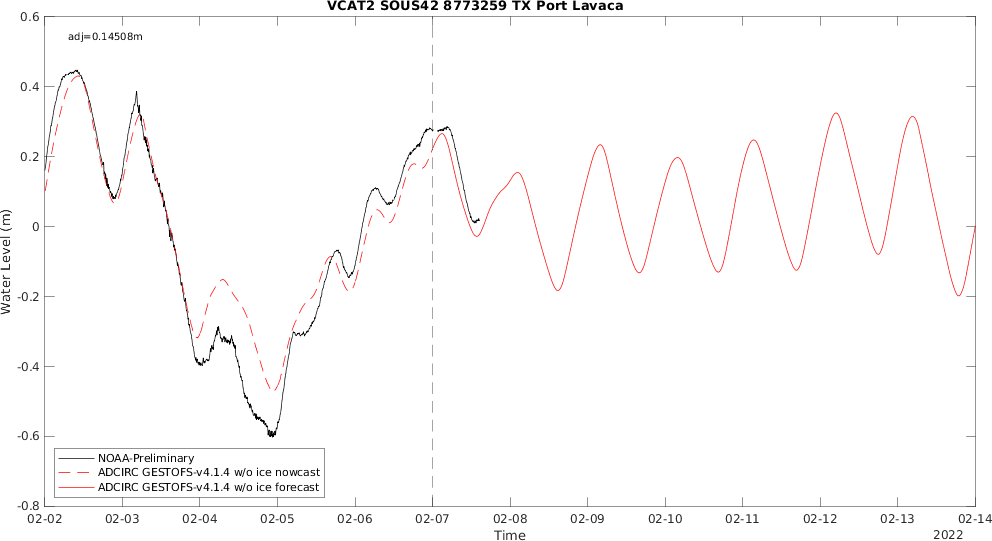 VCAT2 SOUS42 8773259 TX Port Lavaca
adj=0.14508m
0.6
0.4
0.2
0
-0.2
-0.4
-0.6
-0.8
Water Level (m)
NOAA-Preliminary
ADCIRC GESTOFS-v4.1.4 w/o ice nowcast
ADCIRC GESTOFS-v4.1.4 w/o ice forecast
02-02 02-03 02-04 02-05 02-06 02-07 02-08 02-09 02-10 02-11 02-12 02-13 02-14
Time
2022